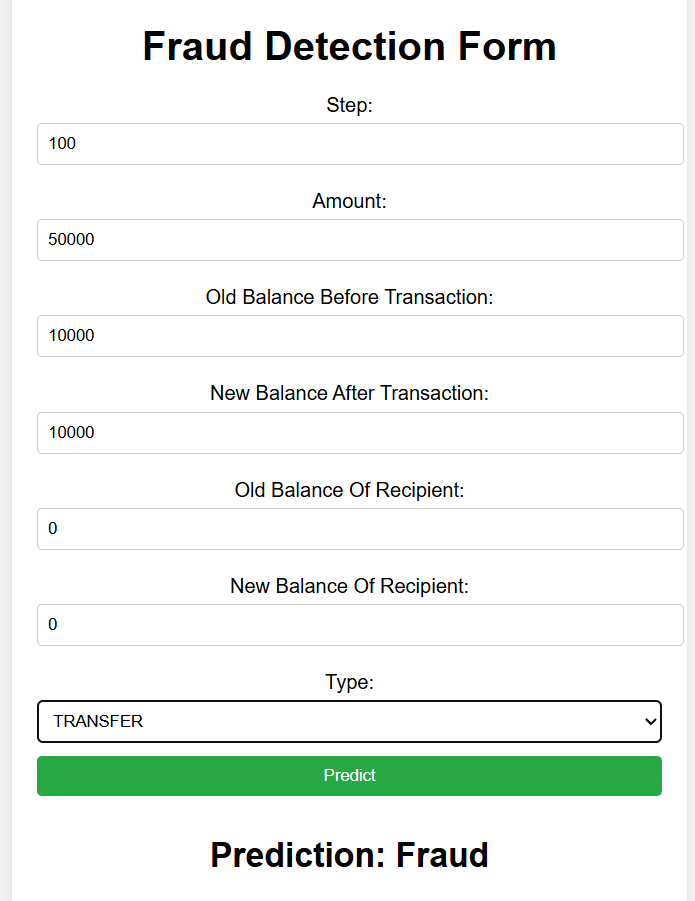 Fraud Detection Form
Step:
100
Amount:
50000
Old Balance Before Transaction:
10000
New Balance After Transaction:
10000
Old Balance Of Recipient:
0
New Balance Of Recipient:
0
Type:
TRANSFER
Predict
Prediction: Fraud